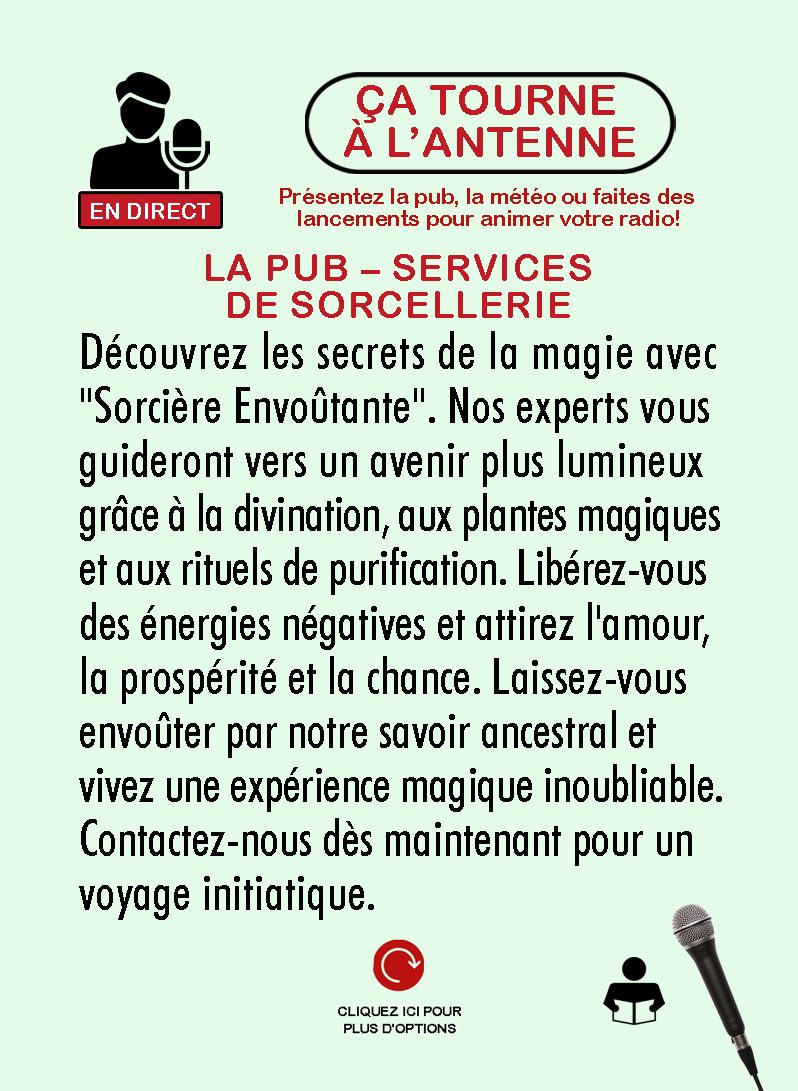 ÇA TOURNE
À L’ANTENNE
EN DIRECT
Présentez la pub, la météo ou faites des
lancements pour animer votre radio!
LA PUB – SERVICES
DE SORCELLERIE
Découvrez les secrets de la magie avec
"Sorcière Envoûtante". Nos experts vous
guideront vers un avenir plus lumineux
grâce à la divination, aux plantes magiques
et aux rituels de purification. Libérez-vous
des énergies négatives et attirez l'amour,
la prospérité et la chance. Laissez-vous
envoûter par notre savoir ancestral et
vivez une expérience magique inoubliable.
Contactez-nous dès maintenant pour un
voyage initiatique.
CLIQUEZ ICI POUR
PLUS D'OPTIONS